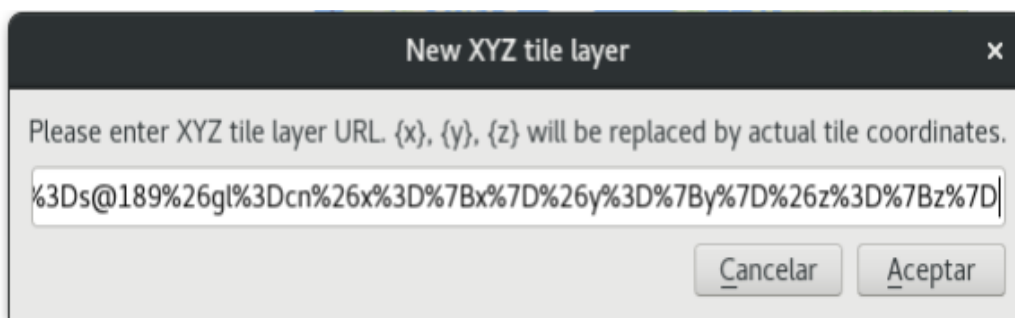 New XYZ tile layer
×
Please enter XYZ tile layer URL. {x}, {y}, {z} will be replaced by actual tile coordinates.
%3Ds@189%26gl%3Dcn%26x%3D%7Bx%7D%26y%3D%7By%7D%26z%3D%7Bz%7D
Cancelar Aceptar